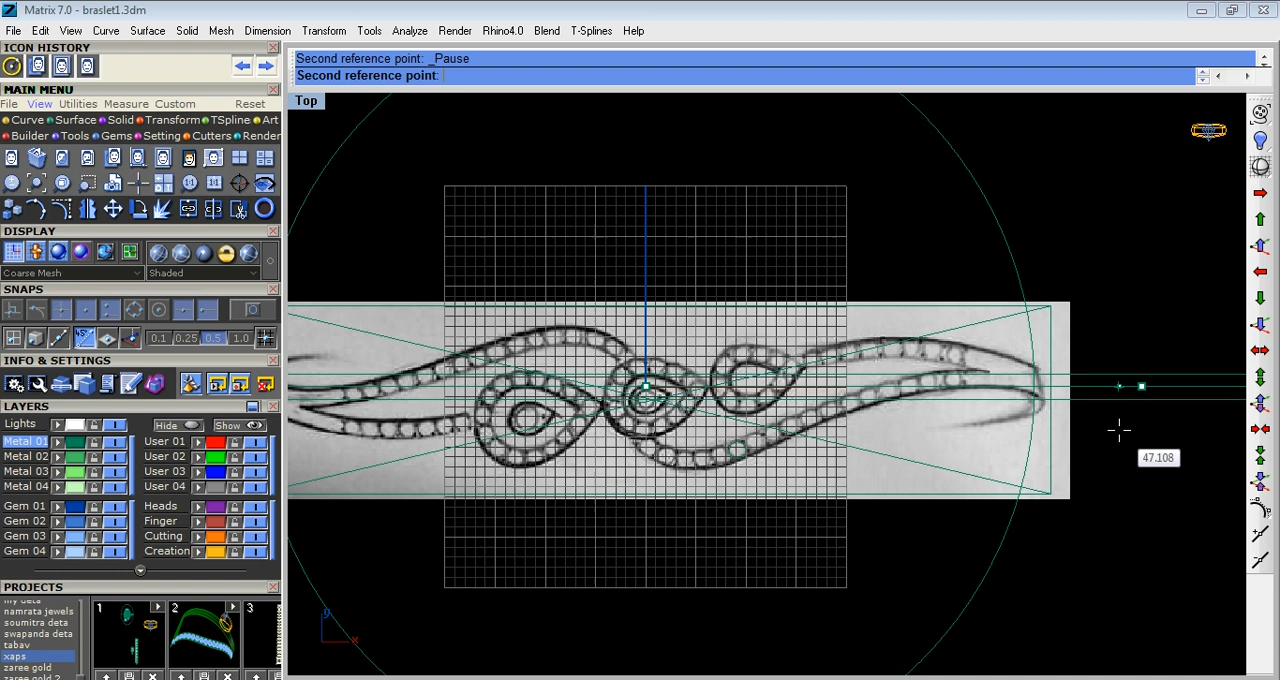 Matrix 7.0 - braslet1.3dm
File Edit View Curve Surface Solid Mesh Dimension Transform Tools Analyze Render Rhino4.0 Blend T-Splines Help
ICON HISTORY
Second reference point: _Pause
Second reference point:
MAIN MENU
File View Utilities Measure Custom Reset
Curve Surface Solid Transform TSpline Art
Builder Tools Gems Setting Cutters Render
Top
DISPLAY
Coarse Mesh Shaded
SNAPS
45° 0.1 0.25 0.5 1.0
INFO & SETTINGS
LAYERS
Lights Hide Show
Metal 01 User 01
Metal 02 User 02
Metal 03 User 03
Metal 04 User 04
Gem 01 Heads
Gem 02 Finger
Gem 03 Cutting
Gem 04 Creation
47.108
PROJECTS
my deta
namrata jewels
soumitra deta
swapanda deta
tabav
xaps
zaree gold
zaree gold 2
1 2 3
x